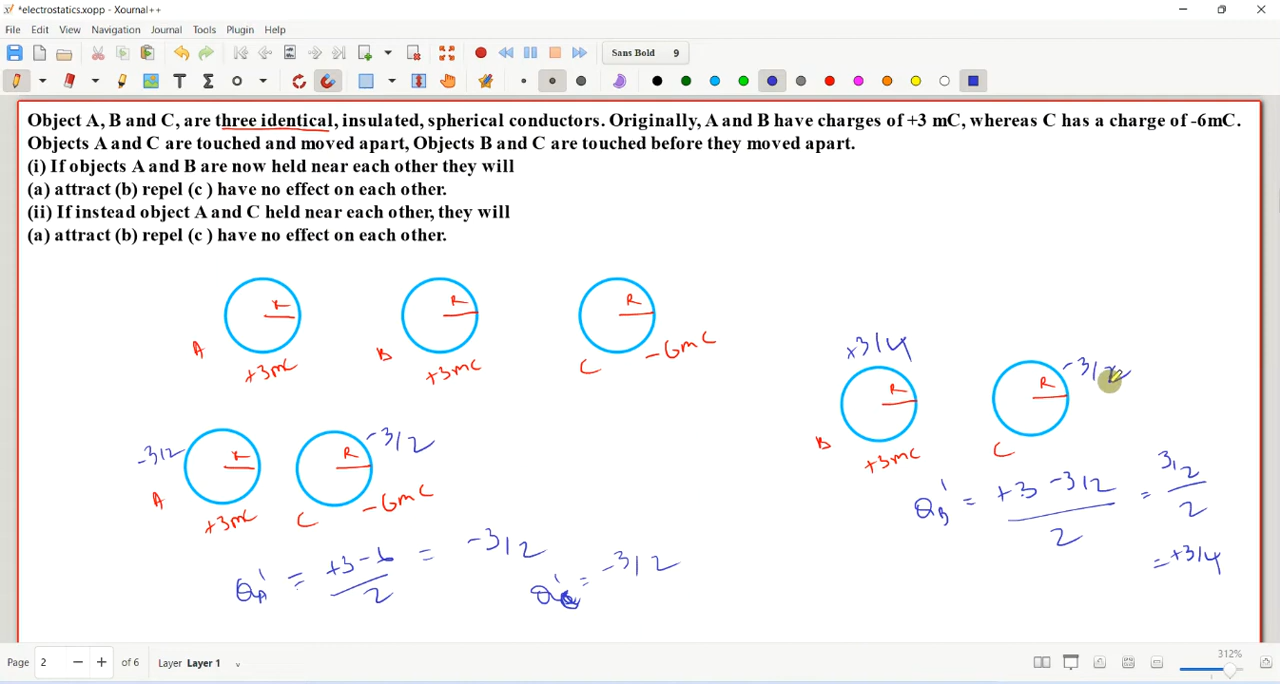 *electrostatics.xopp - Xournal++
File Edit View Navigation Journal Tools Plugin Help
Sans Bold 9
Object A, B and C, are three identical, insulated, spherical conductors. Originally, A and B have charges of +3 mC, whereas C has a charge of -6mC.
Objects A and C are touched and moved apart, Objects B and C are touched before they moved apart.
(i) If objects A and B are now held near each other they will
(a) attract (b) repel (c ) have no effect on each other.
(ii) If instead object A and C held near each other, they will
(a) attract (b) repel (c ) have no effect on each other.
R R R
A +3mC B +3mC C -6mC
+3/4 -3/2
R
B +3mC C
-3/2 -3/2
R R
A +3mC C -6mC
QB' = +3 -3/2 / 2 = 3/2 / 2
= +3/4
QA' = +3-6 / 2 = -3/2
= -3/2
Page 2 of 6 Layer Layer 1 312%